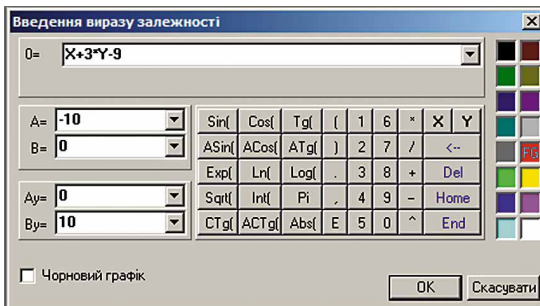 Введення виразу залежності
0= X+3*Y-9
A= -10
B= 0
Ay= 0
By= 10
Sin( Cos( Tg( ( 1 6 * X Y
ASin( ACos( ATg( ) 2 7 / <--
Exp( Ln( Log( . 3 8 + Del
Sqrt( Int( Pi , 4 9 - Home
CTg( ACTg( Abs( E 5 0 ^ End
FG
Чорновий графік
OK Скасувати